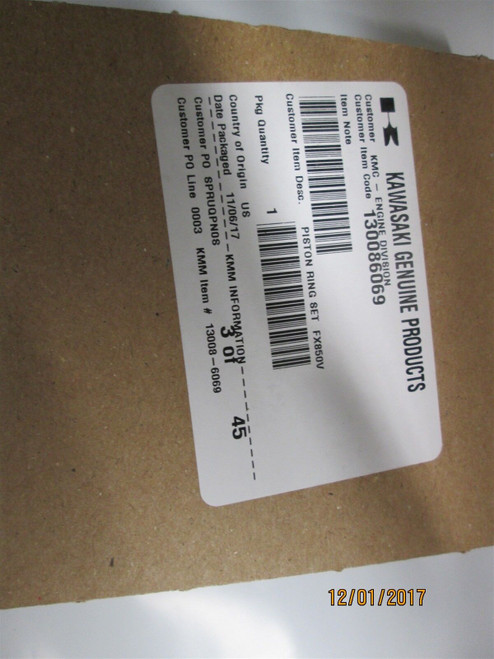 KAWASAKI GENUINE PRODUCTS
Customer KMC - ENGINE DIVISION
Customer Item Code 130086069
Item Note
Customer Item Desc. PISTON RING SET FX850V
Pkg Quantity 1
Country of Origin US
Date Packaged 11/06/17
KMM INFORMATION
Customer PO SPRUQPN0S 3 of 45
Customer PO Line 0003 KMM Item # 13008-6069
12/01/2017